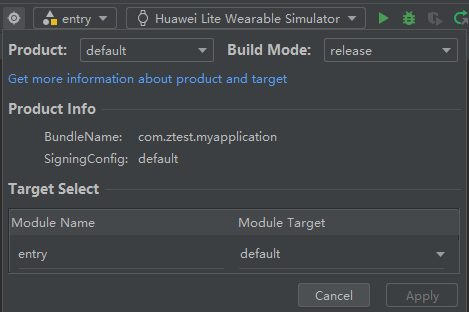 entry Huawei Lite Wearable Simulator
Product: default Build Mode: release
Get more information about product and target
Product Info
BundleName: com.ztest.myapplication
SigningConfig: default
Target Select
Module Name Module Target
entry default
Cancel Apply